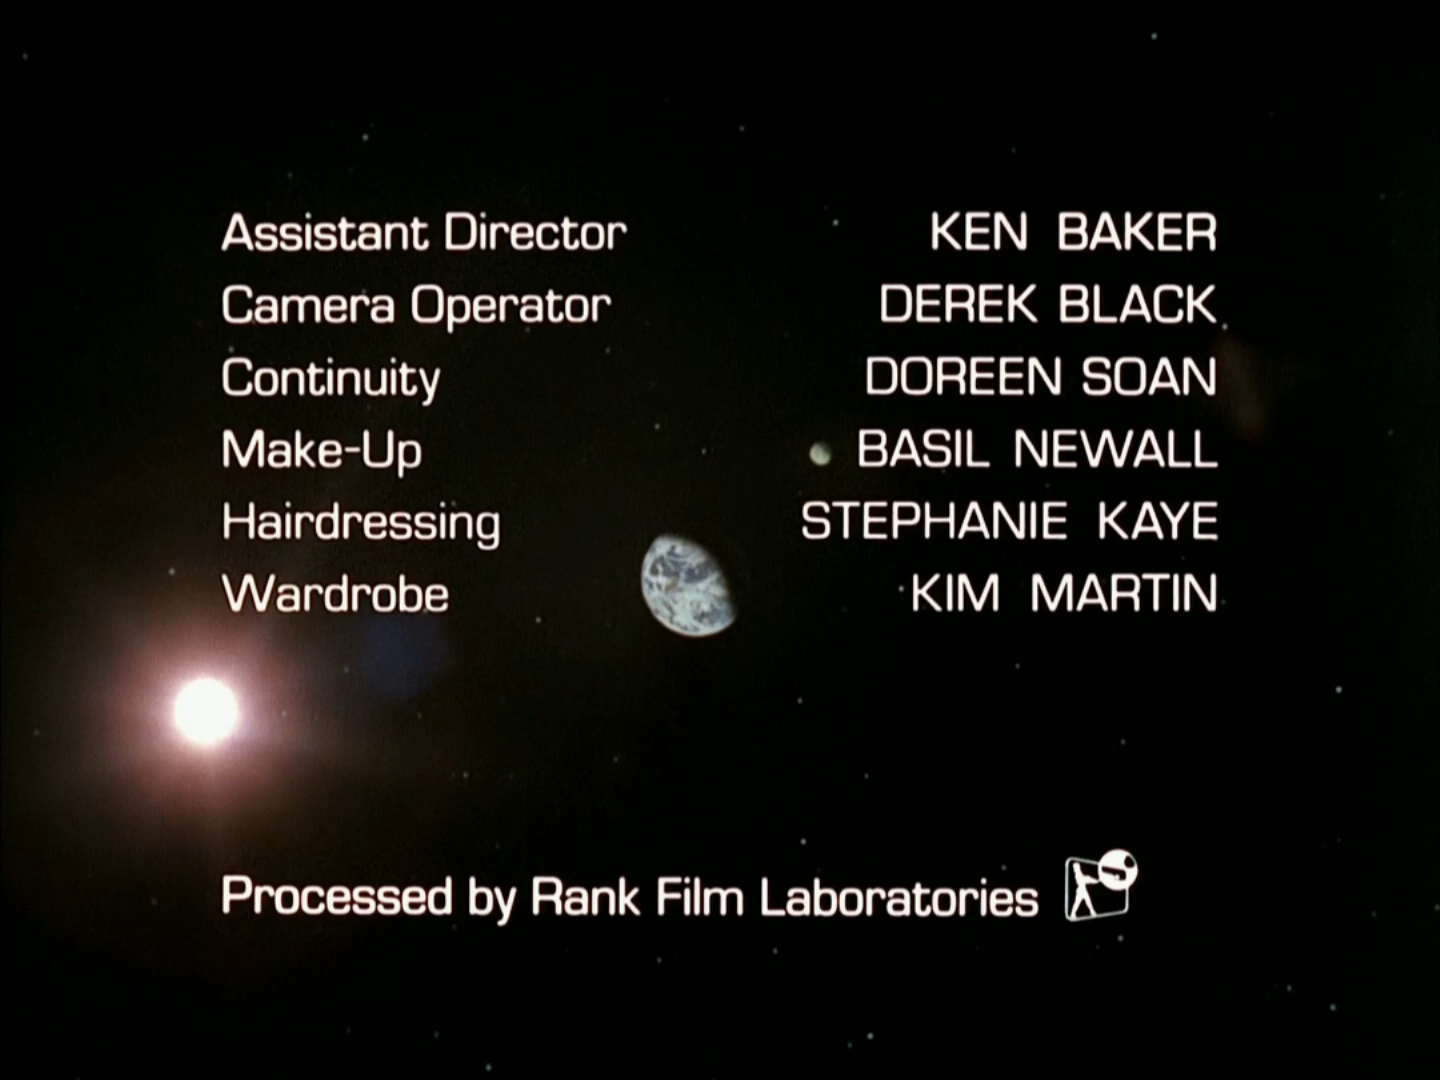 Assistant Director KEN BAKER
Camera Operator DEREK BLACK
Continuity DOREEN SOAN
Make-Up BASIL NEWALL
Hairdressing STEPHANIE KAYE
Wardrobe KIM MARTIN
Processed by Rank Film Laboratories